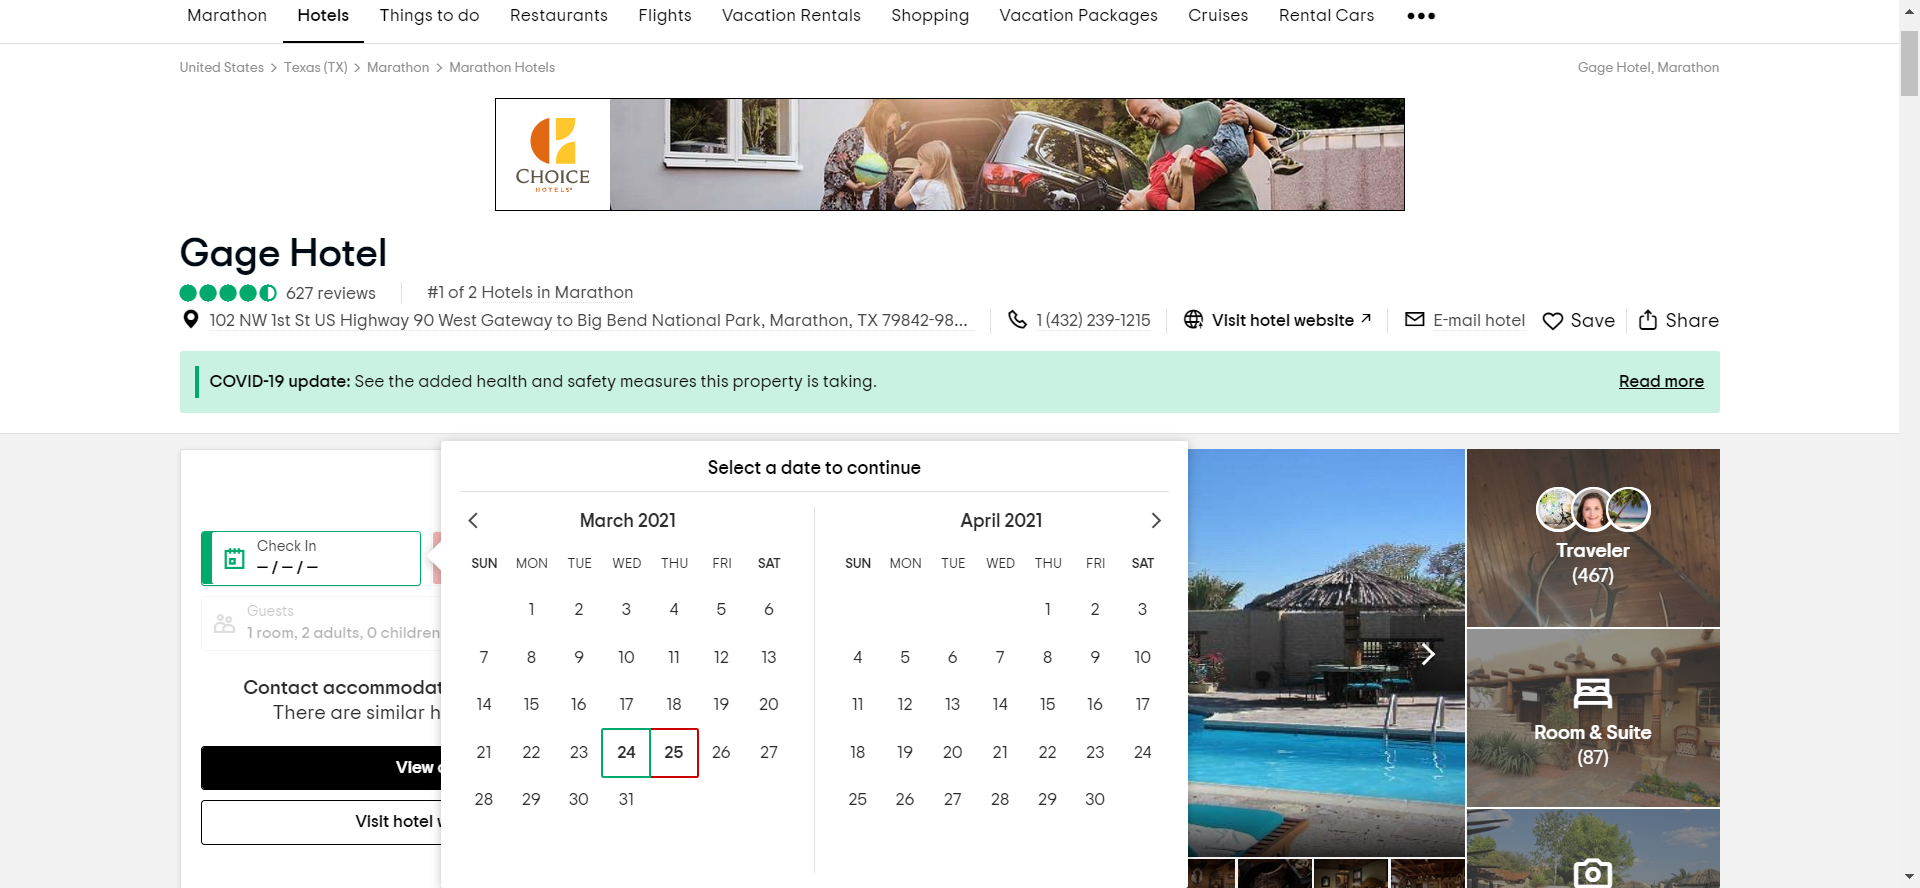 Marathon Hotels Things to do Restaurants Flights Vacation Rentals Shopping Vacation Packages Cruises Rental Cars •••
United States > Texas (TX) > Marathon > Marathon Hotels
Gage Hotel, Marathon
CHOICE
HOTELS
Gage Hotel
627 reviews
#1 of 2 Hotels in Marathon
102 NW 1st St US Highway 90 West Gateway to Big Bend National Park, Marathon, TX 79842-98...
1 (432) 239-1215
Visit hotel website
E-mail hotel
Save
Share
COVID-19 update: See the added health and safety measures this property is taking.
Read more
Check In
– / – / –
Guests
1 room, 2 adults, 0 children
Contact accommodat
There are similar h
View
Visit hotel
Select a date to continue
March 2021
SUN MON TUE WED THU FRI SAT
1 2 3 4 5 6
7 8 9 10 11 12 13
14 15 16 17 18 19 20
21 22 23 24 25 26 27
28 29 30 31
April 2021
SUN MON TUE WED THU FRI SAT
1 2 3
4 5 6 7 8 9 10
11 12 13 14 15 16 17
18 19 20 21 22 23 24
25 26 27 28 29 30
Traveler
(467)
Room & Suite
(87)